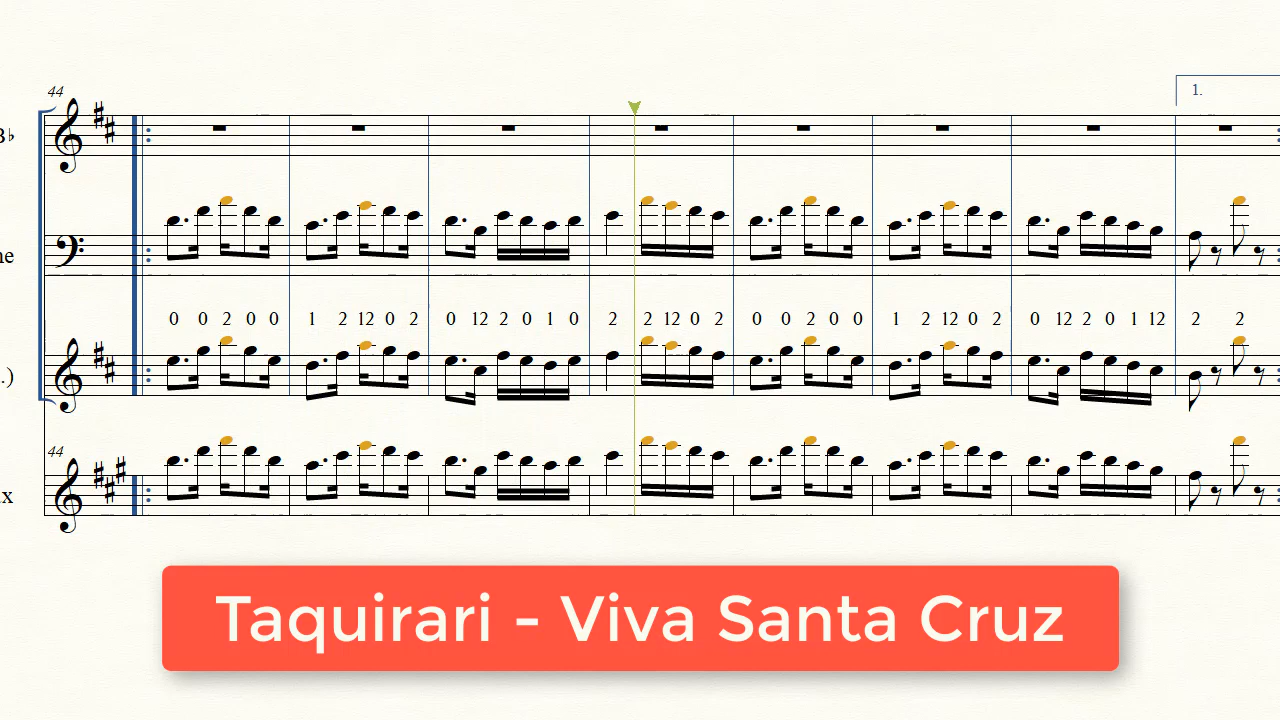 44
1.
B♭
ne
0 0 2 0 0 1 2 12 0 2 0 12 2 0 1 0 2 2 12 0 2 0 0 2 0 0 1 2 12 0 2 0 12 2 0 1 12 2 2
.)
44
x
Taquirari - Viva Santa Cruz